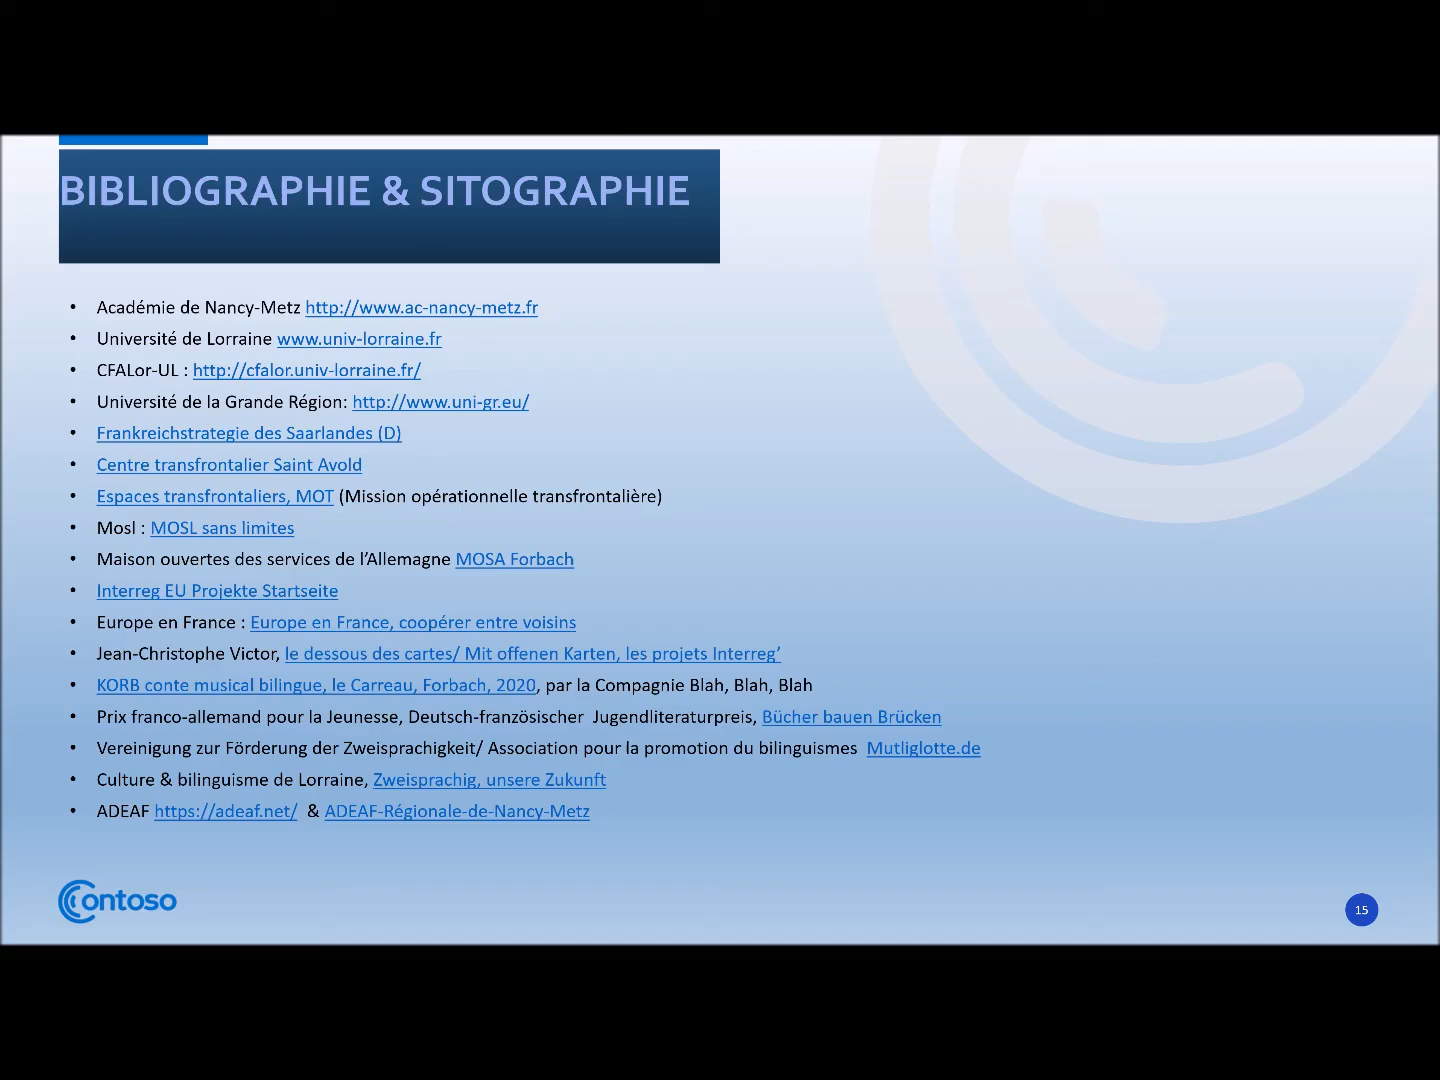 BIBLIOGRAPHIE & SITOGRAPHIE
• Académie de Nancy-Metz http://www.ac-nancy-metz.fr
• Université de Lorraine www.univ-lorraine.fr
• CFALor-UL : http://cfalor.univ-lorraine.fr/
• Université de la Grande Région: http://www.uni-gr.eu/
• Frankreichstrategie des Saarlandes (D)
• Centre transfrontalier Saint Avold
• Espaces transfrontaliers, MOT (Mission opérationnelle transfrontalière)
• Mosl : MOSL sans limites
• Maison ouvertes des services de l’Allemagne MOSA Forbach
• Interreg EU Projekte Startseite
• Europe en France : Europe en France, coopérer entre voisins
• Jean-Christophe Victor, le dessous des cartes/ Mit offenen Karten, les projets Interreg’
• KORB conte musical bilingue, le Carreau, Forbach, 2020, par la Compagnie Blah, Blah, Blah
• Prix franco-allemand pour la Jeunesse, Deutsch-französischer  Jugendliteraturpreis, Bücher bauen Brücken
• Vereinigung zur Förderung der Zweisprachigkeit/ Association pour la promotion du bilinguismes  Mutliglotte.de
• Culture & bilinguisme de Lorraine, Zweisprachig, unsere Zukunft
• ADEAF https://adeaf.net/  & ADEAF-Régionale-de-Nancy-Metz
Contoso
15